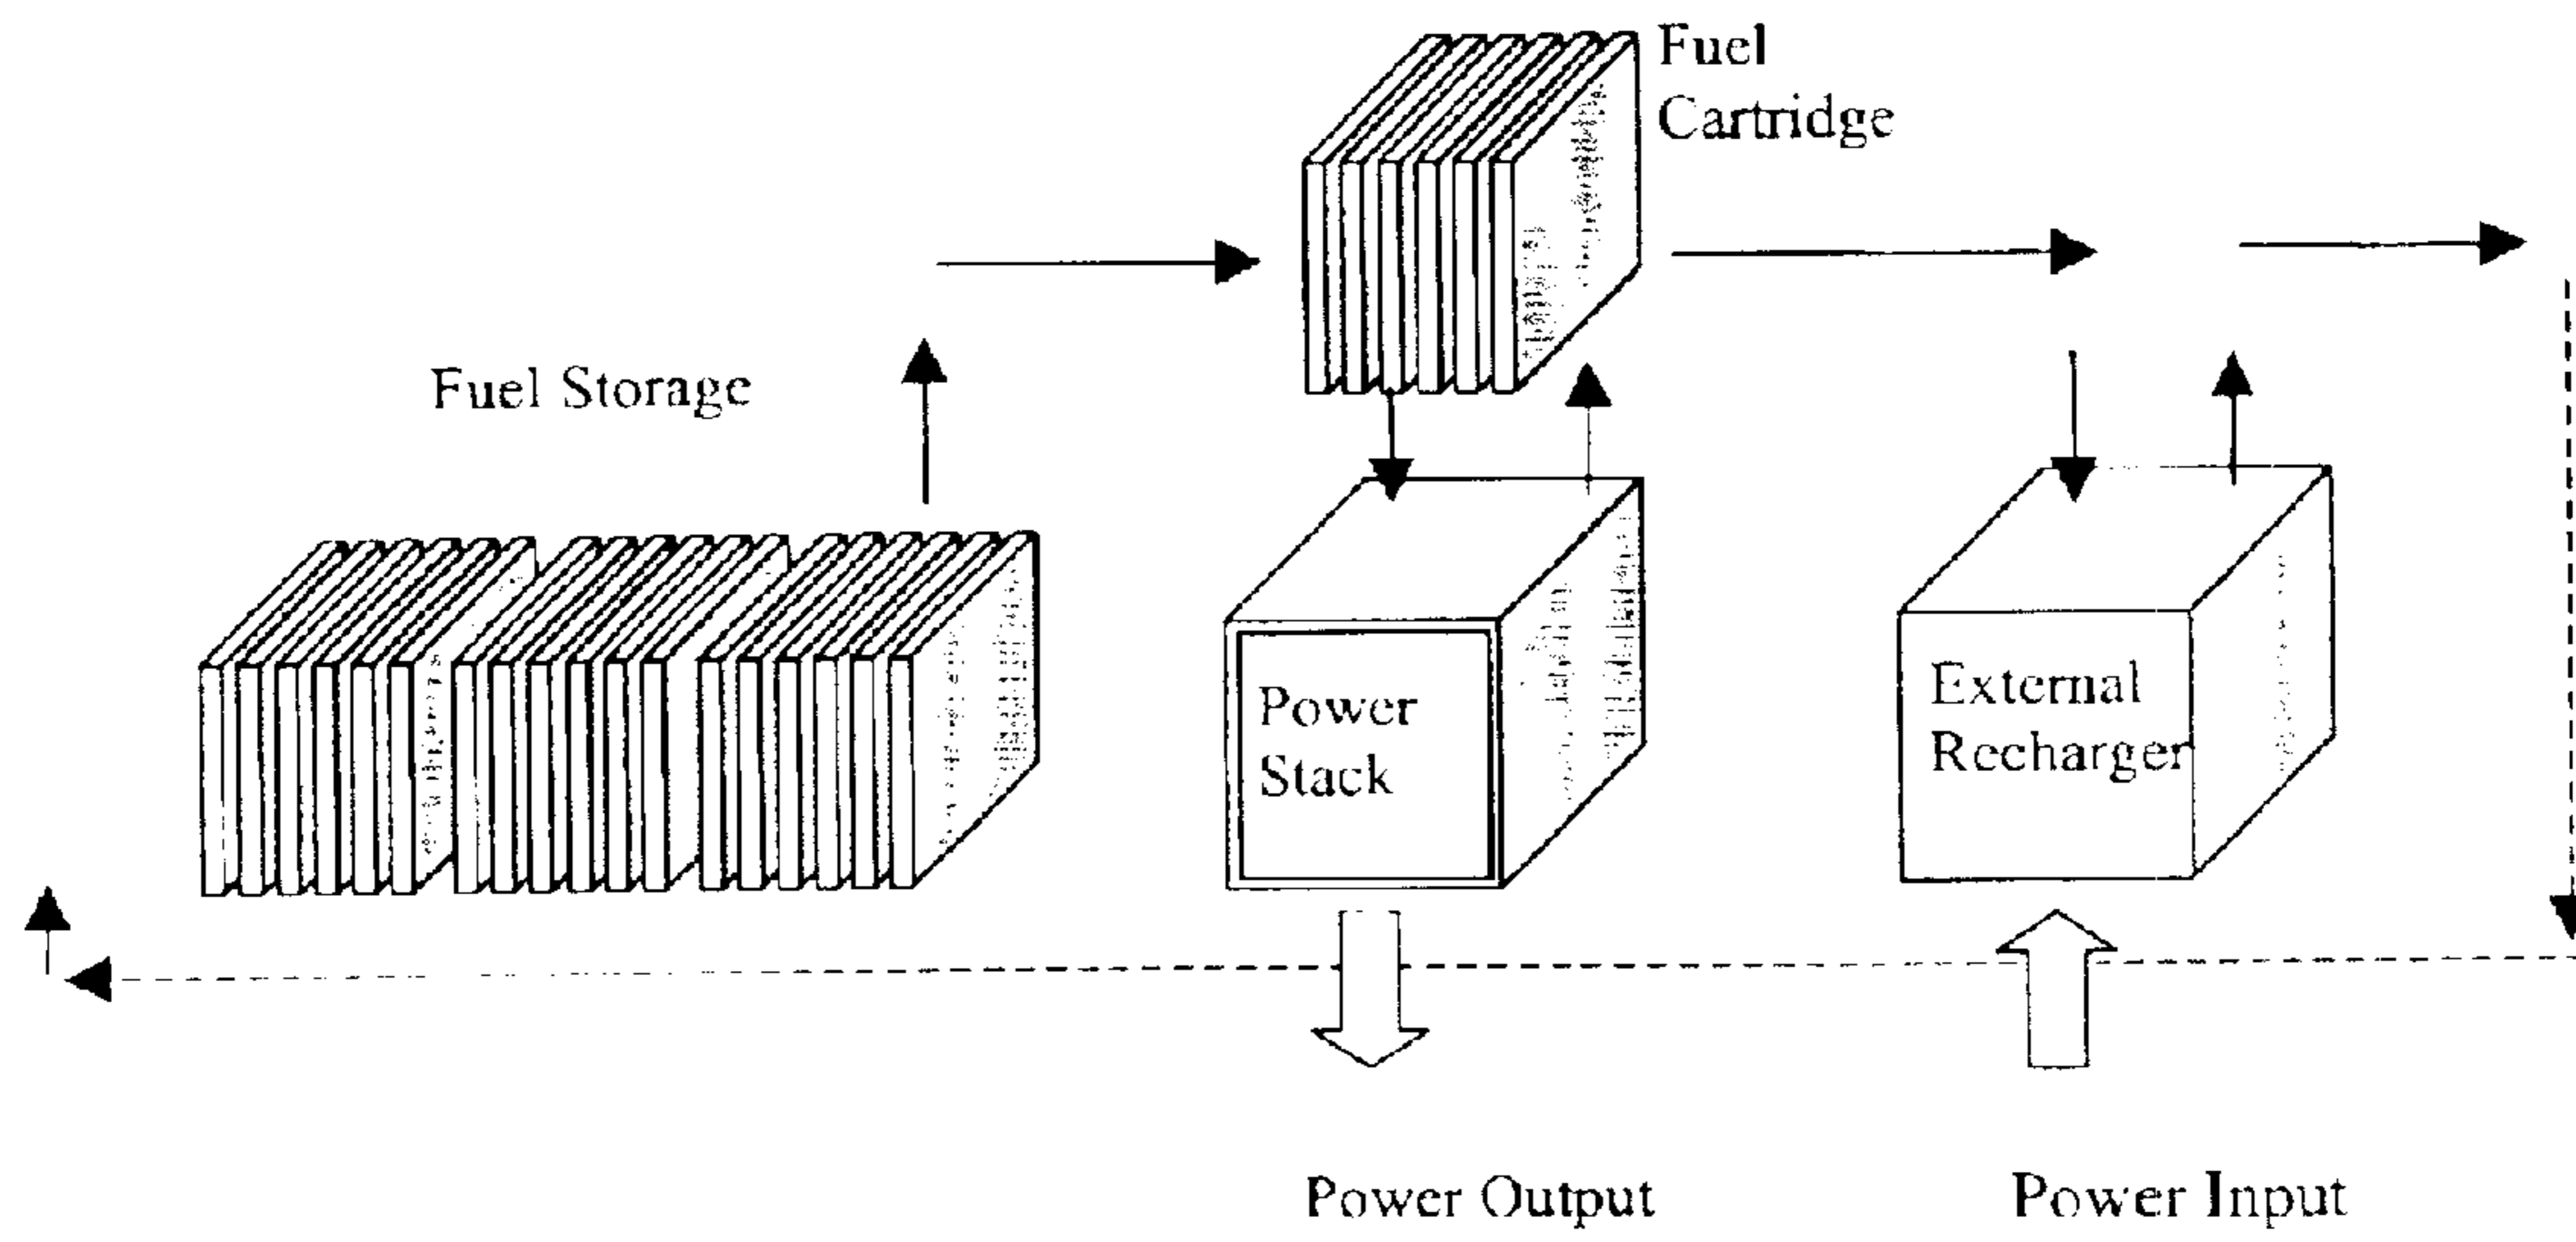 Fuel
Cartridge
Fuel Storage
Power
Stack
External
Recharger
Power Output
Power Input